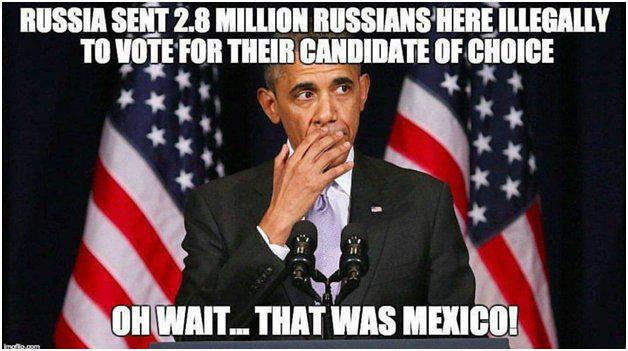 RUSSIA SENT 2.8 MILLION RUSSIANS HERE ILLEGALLY
TO VOTE FOR THEIR CANDIDATE OF CHOICE
OH WAIT... THAT WAS MEXICO!
imgflip.com